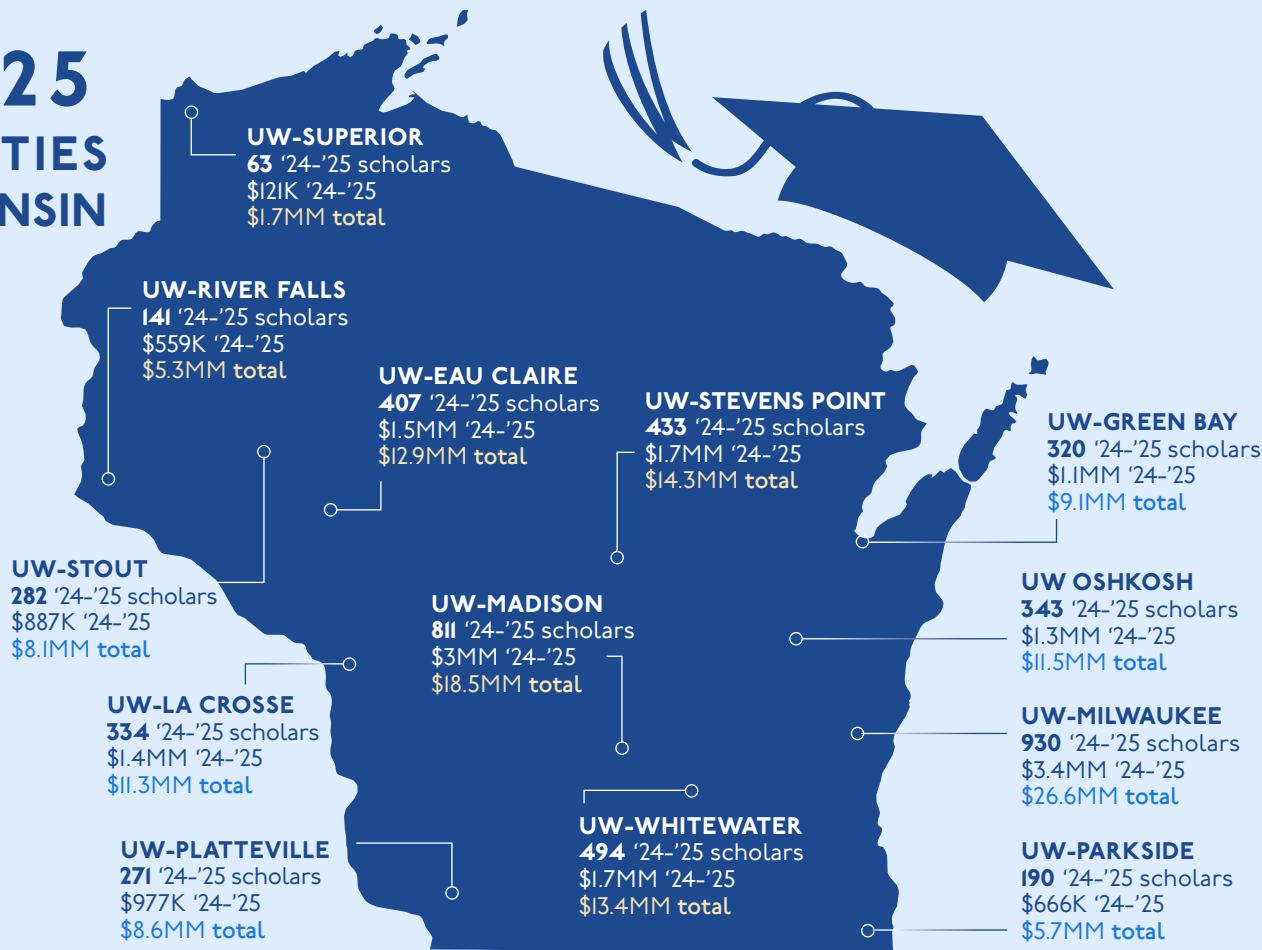 25
TIES
NSIN
UW-SUPERIOR
63 ‘24-’25 scholars
$121K ‘24-’25
$1.7MM total
UW-RIVER FALLS
141 ‘24-’25 scholars
$559K ‘24-’25
$5.3MM total
UW-EAU CLAIRE
407 ‘24-’25 scholars
$1.5MM ‘24-’25
$12.9MM total
UW-STEVENS POINT
433 ‘24-’25 scholars
$1.7MM ‘24-’25
$14.3MM total
UW-GREEN BAY
320 ‘24-’25 scholars
$1.1MM ‘24-’25
$9.1MM total
UW-STOUT
282 ‘24-’25 scholars
$887K ‘24-’25
$8.1MM total
UW-MADISON
811 ‘24-’25 scholars
$3MM ‘24-’25
$18.5MM total
UW OSHKOSH
343 ‘24-’25 scholars
$1.3MM ‘24-’25
$11.5MM total
UW-LA CROSSE
334 ‘24-’25 scholars
$1.4MM ‘24-’25
$11.3MM total
UW-MILWAUKEE
930 ‘24-’25 scholars
$3.4MM ‘24-’25
$26.6MM total
UW-PLATTEVILLE
271 ‘24-’25 scholars
$977K ‘24-’25
$8.6MM total
UW-WHITEWATER
494 ‘24-’25 scholars
$1.7MM ‘24-’25
$13.4MM total
UW-PARKSIDE
190 ‘24-’25 scholars
$666K ‘24-’25
$5.7MM total